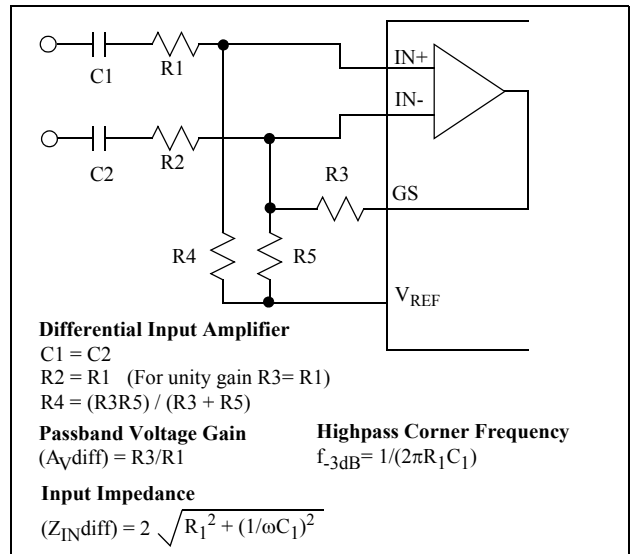 C1
R1
IN+
IN-
C2
R2
R3
GS
R4
R5
VREF
Differential Input Amplifier
C1 = C2
R2 = R1 (For unity gain R3= R1)
R4 = (R3R5) / (R3 + R5)
Passband Voltage Gain
(AVdiff) = R3/R1
Highpass Corner Frequency
f-3dB= 1/(2πR1C1)
Input Impedance
(ZINdiff) = 2 √R1² + (1/ωC1)²